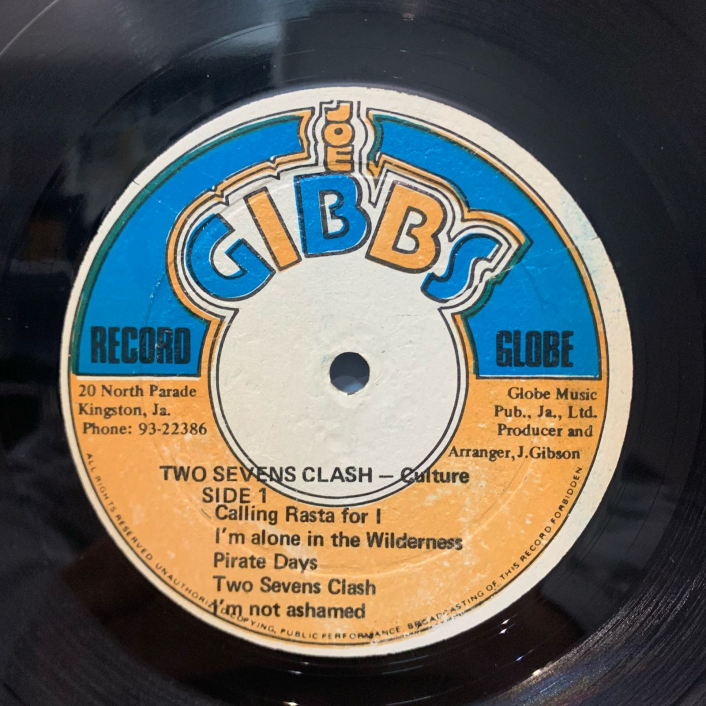 JOE
GIBBS
RECORD
GLOBE
20 North Parade
Kingston, Ja.
Phone: 93-22386
Globe Music
Pub., Ja., Ltd.
Producer and
Arranger, J. Gibson
TWO SEVENS CLASH – Culture
SIDE 1
Calling Rasta for I
I'm alone in the Wilderness
Pirate Days
Two Sevens Clash
I'm not ashamed
ALL RIGHTS RESERVED UNAUTHORIZED COPYING, PUBLIC PERFORMANCE BROADCASTING OF THIS RECORD FORBIDDEN